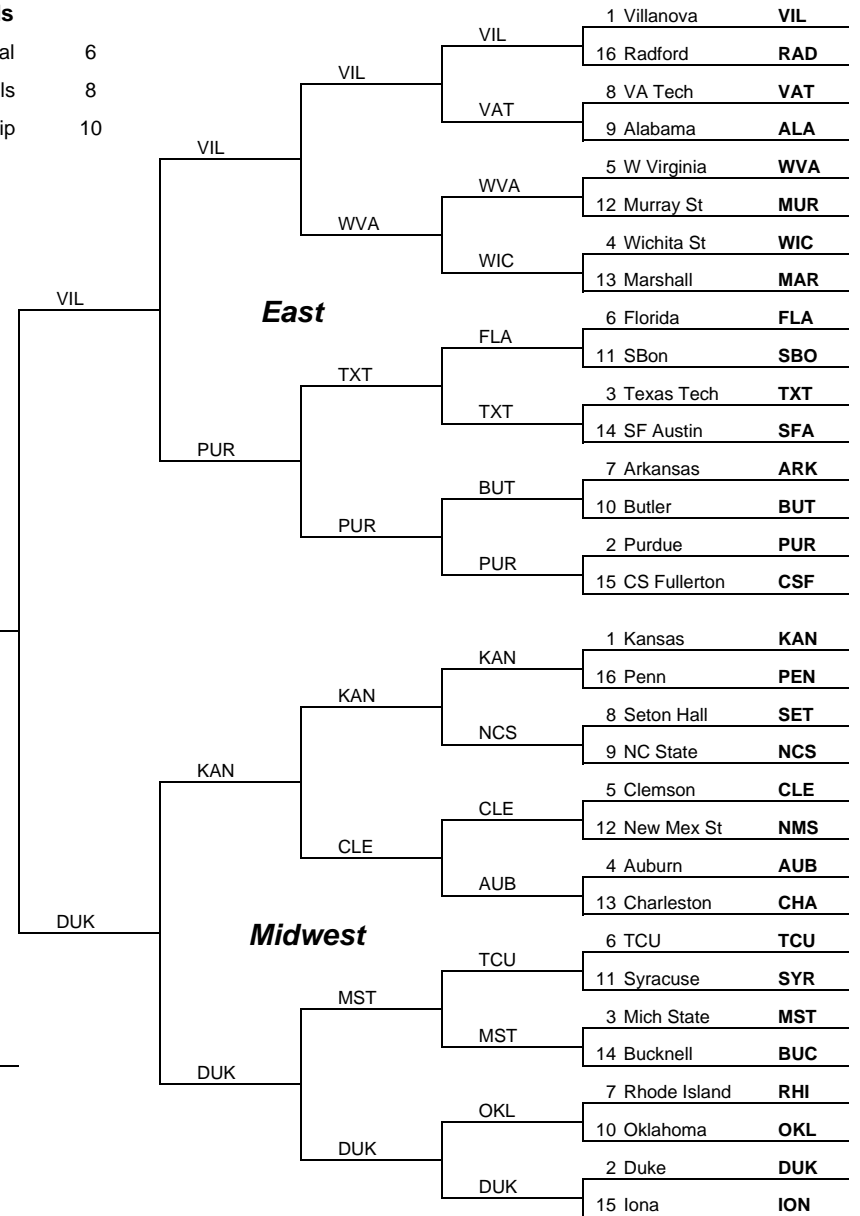 ls
al 6
ls 8
ip 10
1 Villanova VIL
VIL
16 Radford RAD
VIL
8 VA Tech VAT
VAT
9 Alabama ALA
VIL
5 W Virginia WVA
WVA
12 Murray St MUR
WVA
4 Wichita St WIC
WIC
13 Marshall MAR
VIL
East
6 Florida FLA
FLA
11 SBon SBO
TXT
3 Texas Tech TXT
TXT
14 SF Austin SFA
PUR
7 Arkansas ARK
BUT
10 Butler BUT
PUR
2 Purdue PUR
PUR
15 CS Fullerton CSF
1 Kansas KAN
KAN
16 Penn PEN
KAN
8 Seton Hall SET
NCS
9 NC State NCS
KAN
5 Clemson CLE
CLE
12 New Mex St NMS
CLE
4 Auburn AUB
AUB
13 Charleston CHA
DUK
Midwest
6 TCU TCU
TCU
11 Syracuse SYR
MST
3 Mich State MST
MST
14 Bucknell BUC
DUK
7 Rhode Island RHI
OKL
10 Oklahoma OKL
DUK
2 Duke DUK
DUK
15 Iona ION